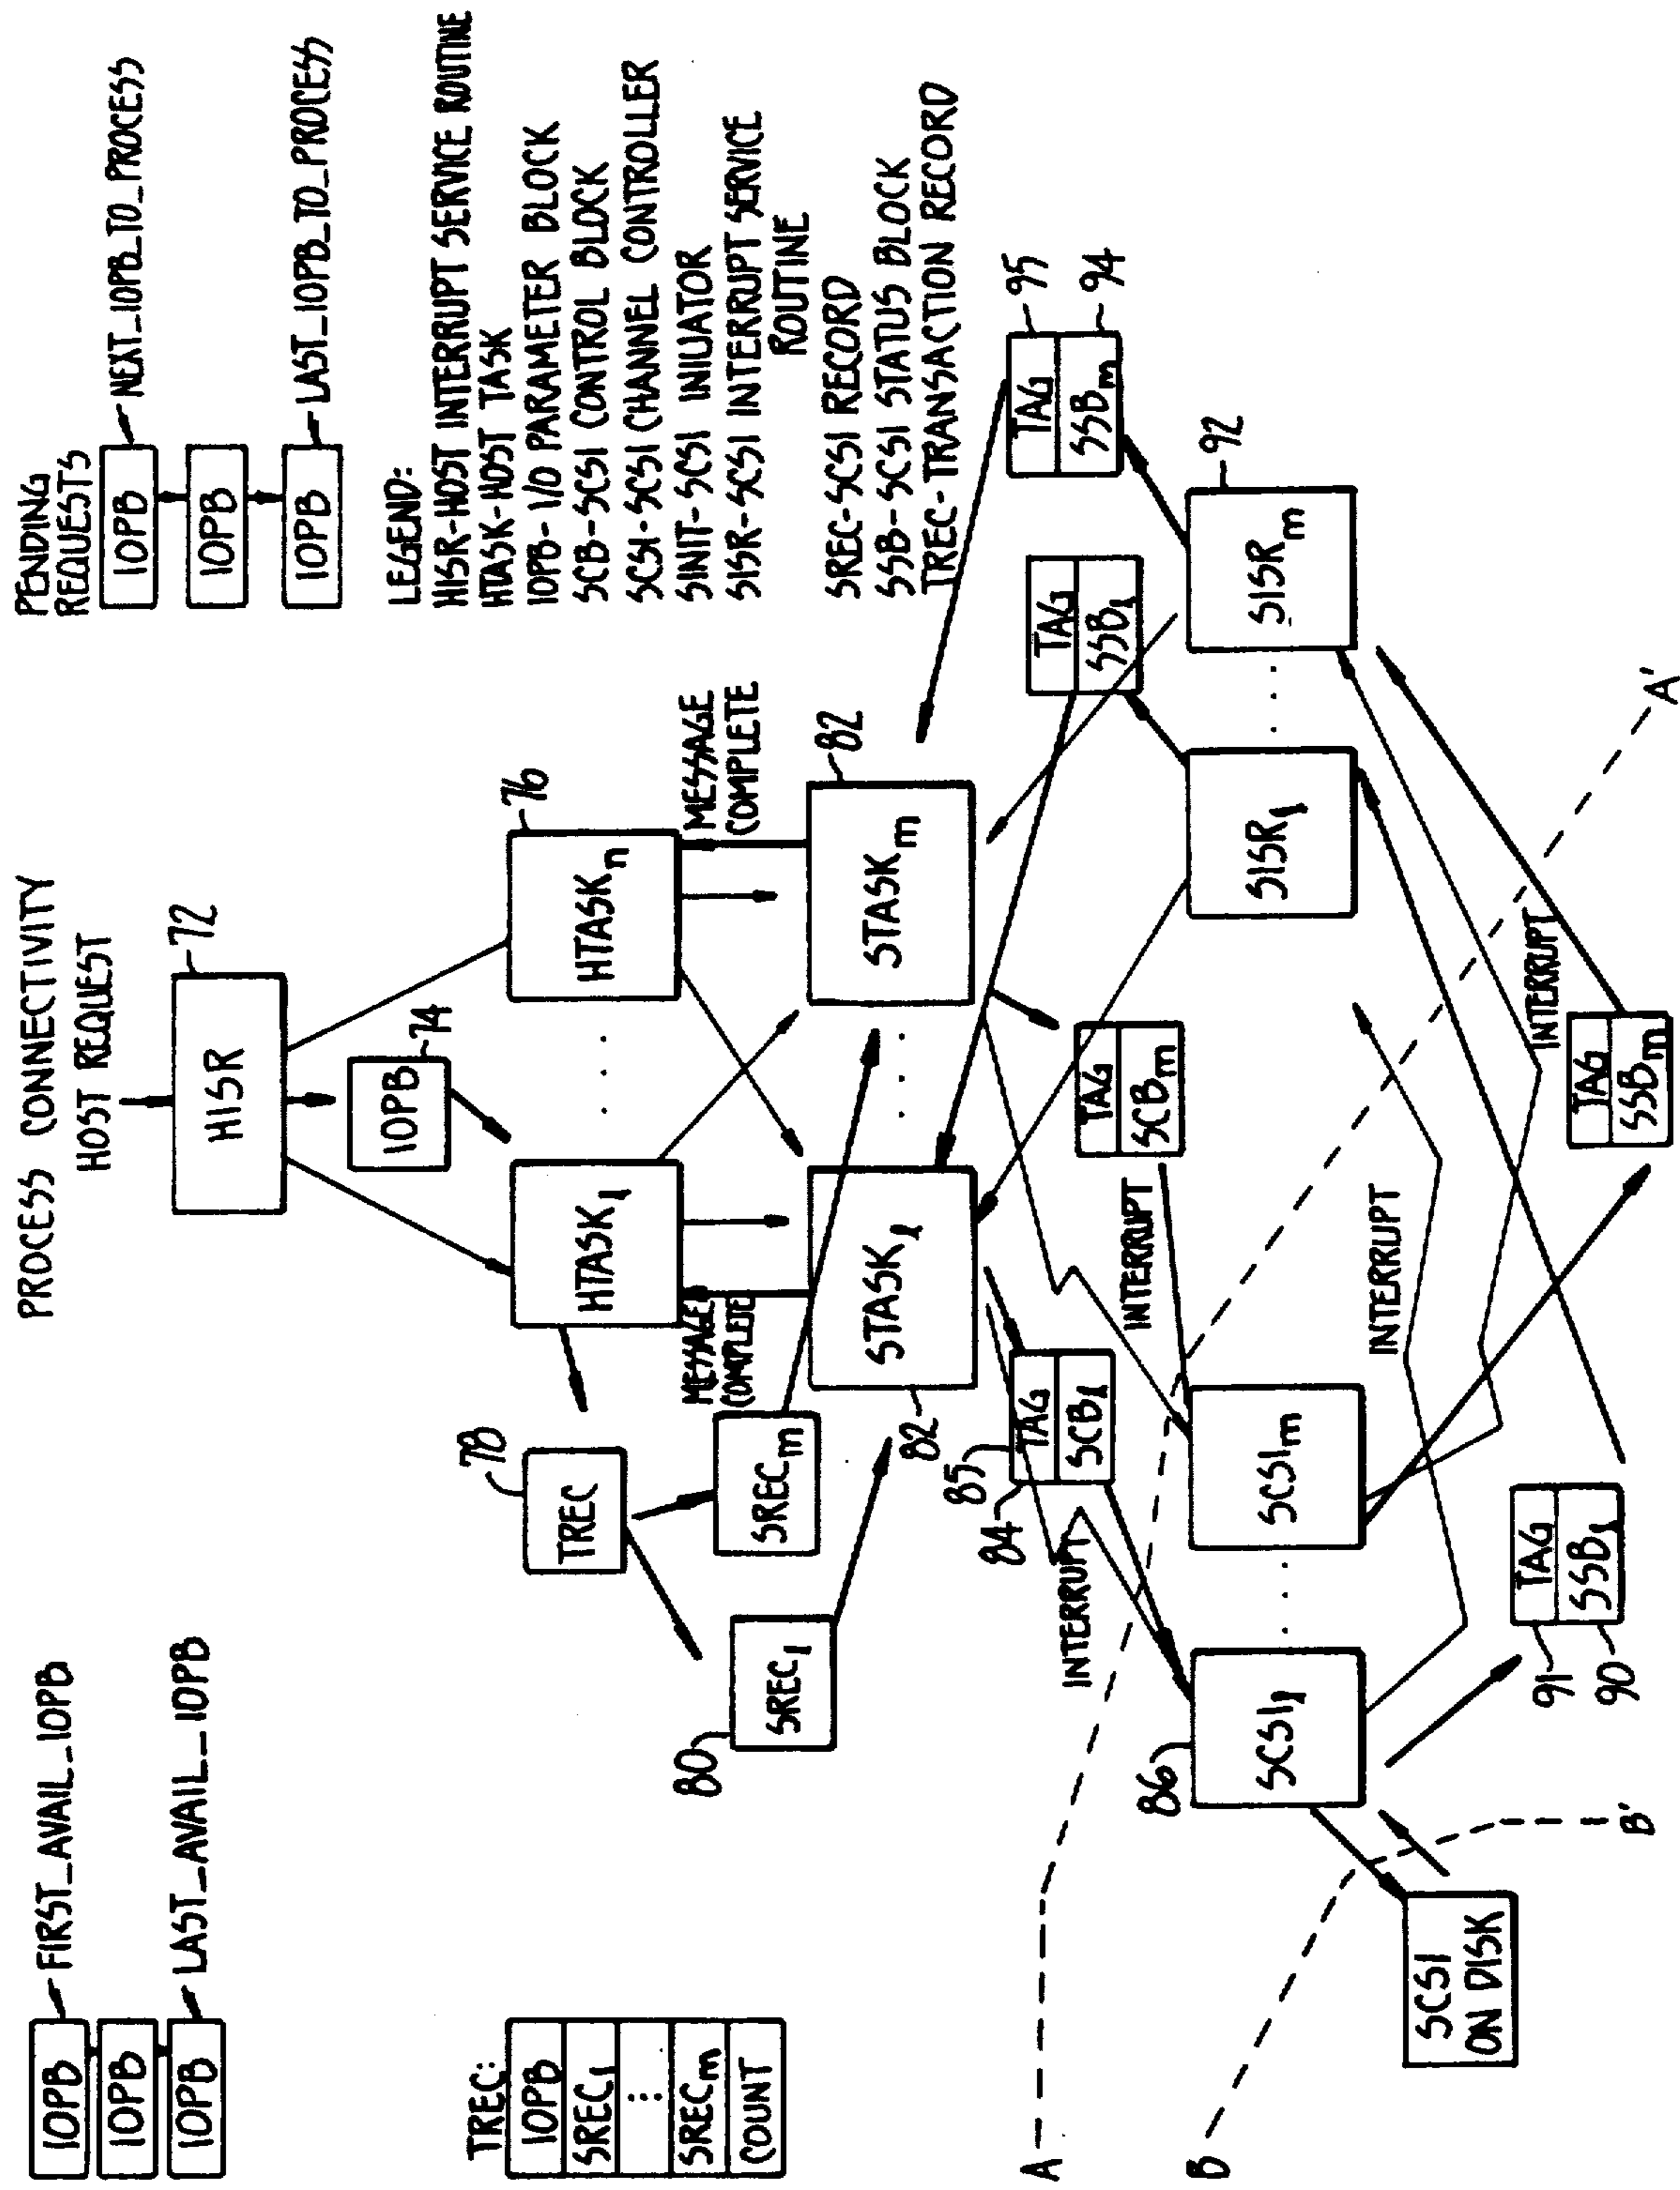 PROCESS CONNECTIVITY
HOST REQUEST
FIRST_AVAIL_IOPB
IOPB
IOPB
IOPB
LAST_AVAIL_IOPB
PENDING
REQUESTS
IOPB
NEXT_IOPB_TO_PROCESS
IOPB
IOPB
LAST_IOPB_TO_PROCESS
LEGEND:
HISR-HOST INTERRUPT SERVICE ROUTINE
HTASK-HOST TASK
IOPB-I/O PARAMETER BLOCK
SCB-SCSI CONTROL BLOCK
SCSI-SCSI CHANNEL CONTROLLER
SINIT-SCSI INIUATOR
SISR-SCSI INTERRUPT SERVICE
ROUTINE
SREC-SCSI RECORD
SSB-SCSI STATUS BLOCK
TREC-TRANSACTION RECORD
HISR
72
IOPB
74
HTASK1
HTASKn
76
TREC:
IOPB
SREC1
:
SRECm
COUNT
TREC
78
MESSAGE
COMPLETE
MESSAGE
COMPLETE
SREC1
80
SRECm
STASK1
82
STASKm
82
TAG
SCB1
85
84
TAG
SCBm
TAG
SSB1
TAG
SSBm
95
94
INTERRUPT
INTERRUPT
A
A'
SCSI1
86
SCSIm
SISR1
SISRm
92
INTERRUPT
INTERRUPT
B
B'
SCSI
ON DISK
TAG
SSB1
91
90
TAG
SSBm